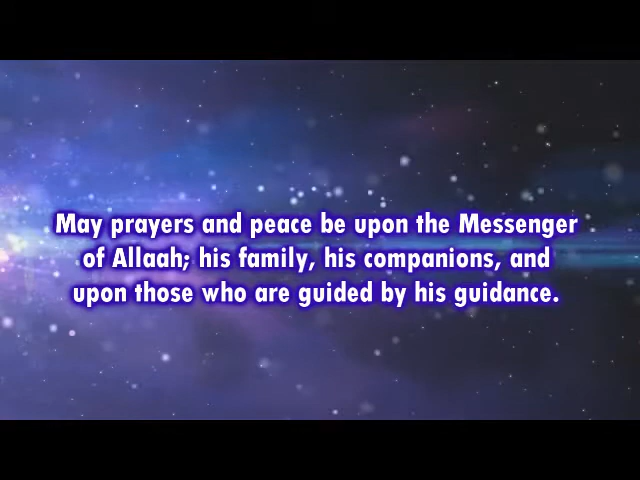 May prayers and peace be upon the Messenger
of Allaah; his family, his companions, and
upon those who are guided by his guidance.